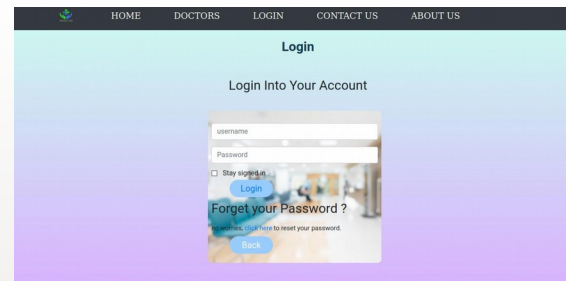 HOME DOCTORS LOGIN CONTACT US ABOUT US
Login
Login Into Your Account
username
Password
Stay signed in
Login
Forget your Password ?
no worries, click here to reset your password.
Back